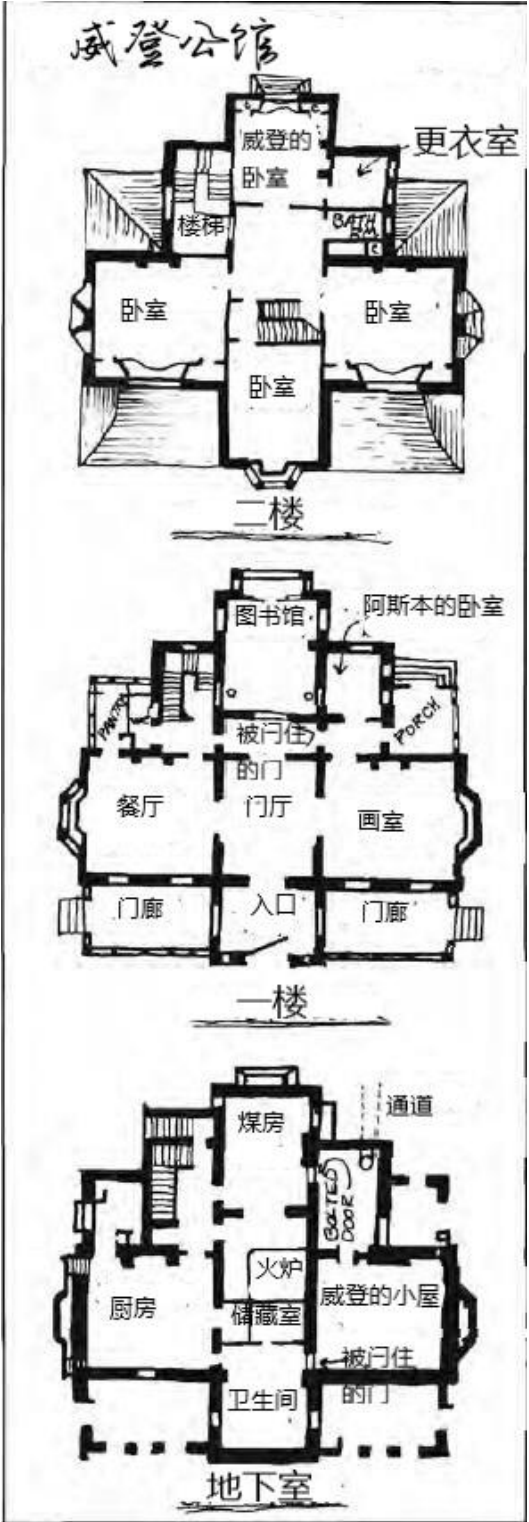 威登公馆
威登的
卧室
更衣室
楼梯
BATH
RM.
C
C
C
卧室
卧室
卧室
二楼
图书馆
阿斯本的卧室
PANTRY
被闩住
的门
PORCH
餐厅
门厅
画室
门廊
入口
门廊
一楼
煤房
通道
BOLTED
DOOR
火炉
储藏室
厨房
威登的小屋
被闩住
的门
卫生间
地下室